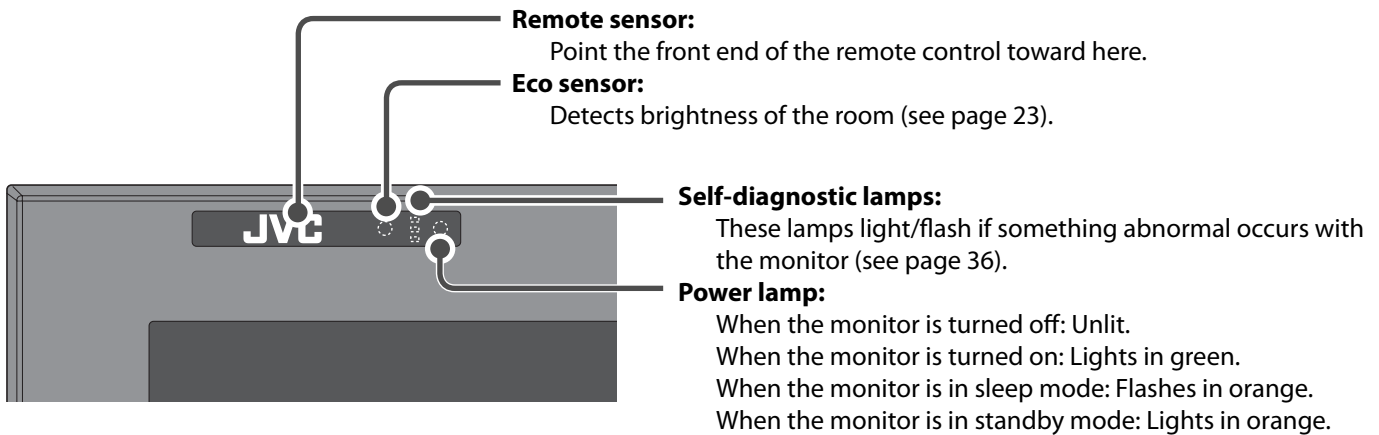 Remote sensor:
Point the front end of the remote control toward here.
Eco sensor:
Detects brightness of the room (see page 23).
JVC
Self-diagnostic lamps:
These lamps light/flash if something abnormal occurs with
the monitor (see page 36).
Power lamp:
When the monitor is turned off: Unlit.
When the monitor is turned on: Lights in green.
When the monitor is in sleep mode: Flashes in orange.
When the monitor is in standby mode: Lights in orange.